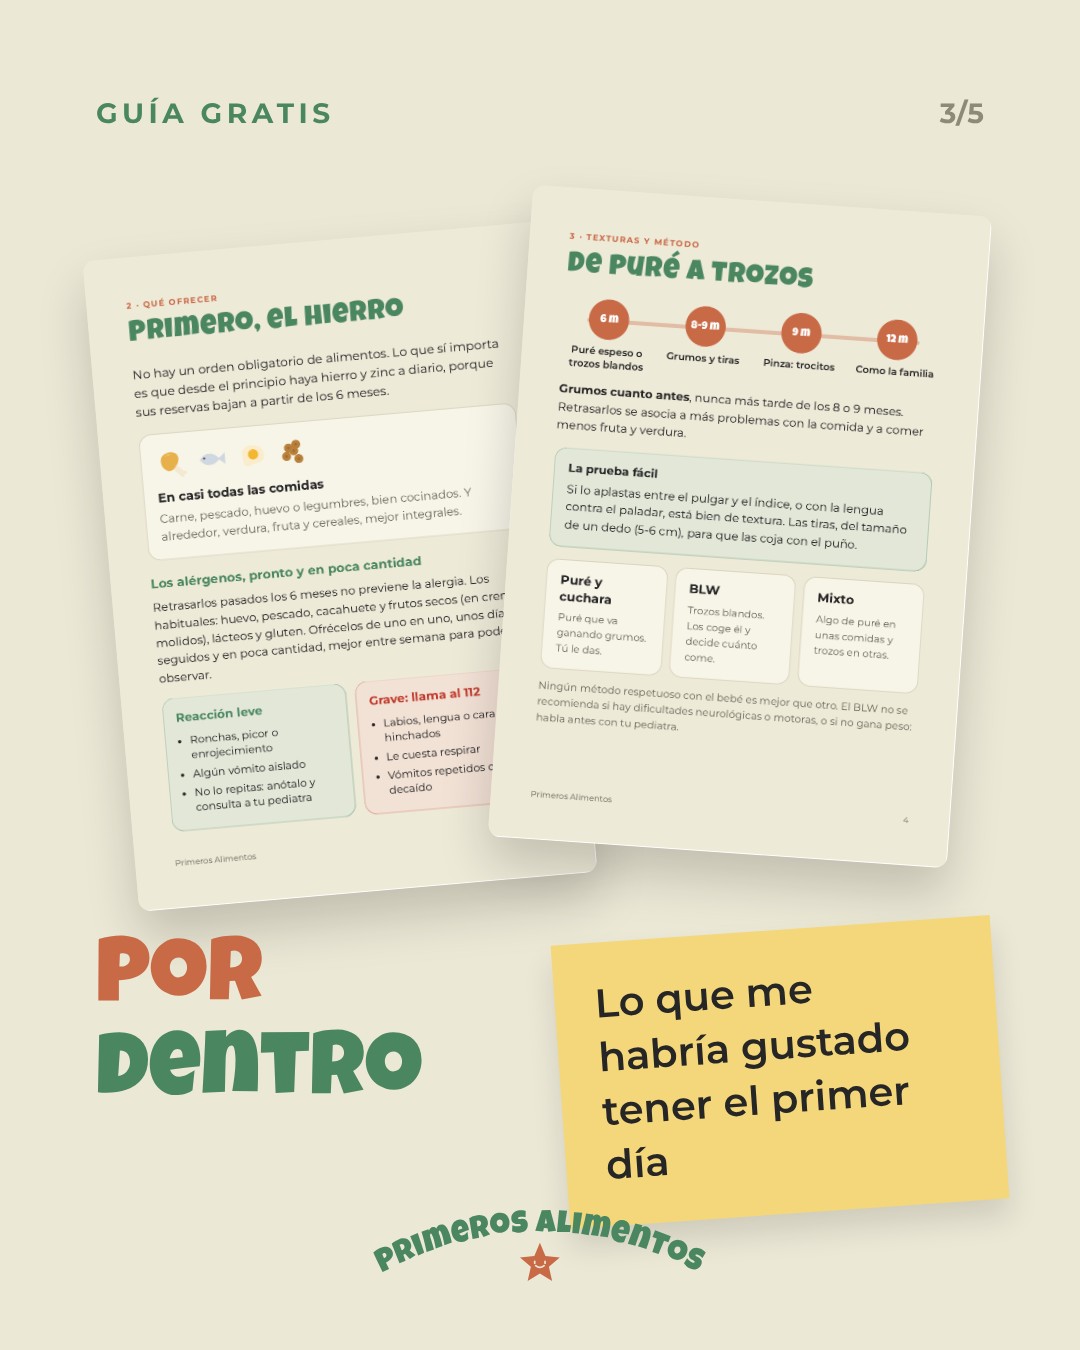 GUÍA GRATIS
3/5
2 · QUÉ OFRECER
Primero, el hierro
No hay un orden obligatorio de alimentos. Lo que sí importa
es que desde el principio haya hierro y zinc a diario, porque
sus reservas bajan a partir de los 6 meses.
En casi todas las comidas
Carne, pescado, huevo o legumbres, bien cocinados. Y
alrededor, verdura, fruta y cereales, mejor integrales.
Los alérgenos, pronto y en poca cantidad
Retrasarlos pasados los 6 meses no previene la alergia. Los
habituales: huevo, pescado, cacahuete y frutos secos (en
molidos), lácteos y gluten. Ofrécelos de uno en uno, unos
seguidos y en poca cantidad, mejor entre semana para
observar.
Reacción leve
• Ronchas, picor o
enrojecimiento
• Algún vómito aislado
• No lo repitas: anótalo y
consulta a tu pediatra
Grave: llama al 112
• Labios, lengua o cara
hinchados
• Le cuesta respirar
• Vómitos repetidos
decaído
Primeros Alimentos
3 · TEXTURAS Y MÉTODO
De puré a trozos
6 m
8-9 m
9 m
12 m
Puré espeso o
trozos blandos
Grumos y tiras
Pinza: trocitos
Como la familia
Grumos cuanto antes, nunca más tarde de los 8 o 9 meses.
Retrasarlos se asocia a más problemas con la comida y a comer
menos fruta y verdura.
La prueba fácil
Si lo aplastas entre el pulgar y el índice, o con la lengua
contra el paladar, está bien de textura. Las tiras, del tamaño
de un dedo (5-6 cm), para que las coja con el puño.
Puré y
cuchara
Puré que va
ganando grumos.
Tú le das.
BLW
Trozos blandos.
Los coge él y
decide cuánto
come.
Mixto
Algo de puré en
unas comidas y
trozos en otras.
Ningún método respetuoso con el bebé es mejor que otro. El BLW no se
recomienda si hay dificultades neurológicas o motoras, o si no gana peso:
habla antes con tu pediatra.
Primeros Alimentos
4
POR
DENTRO
Lo que me
habría gustado
tener el primer
día
PRIMEROS ALIMENTOS